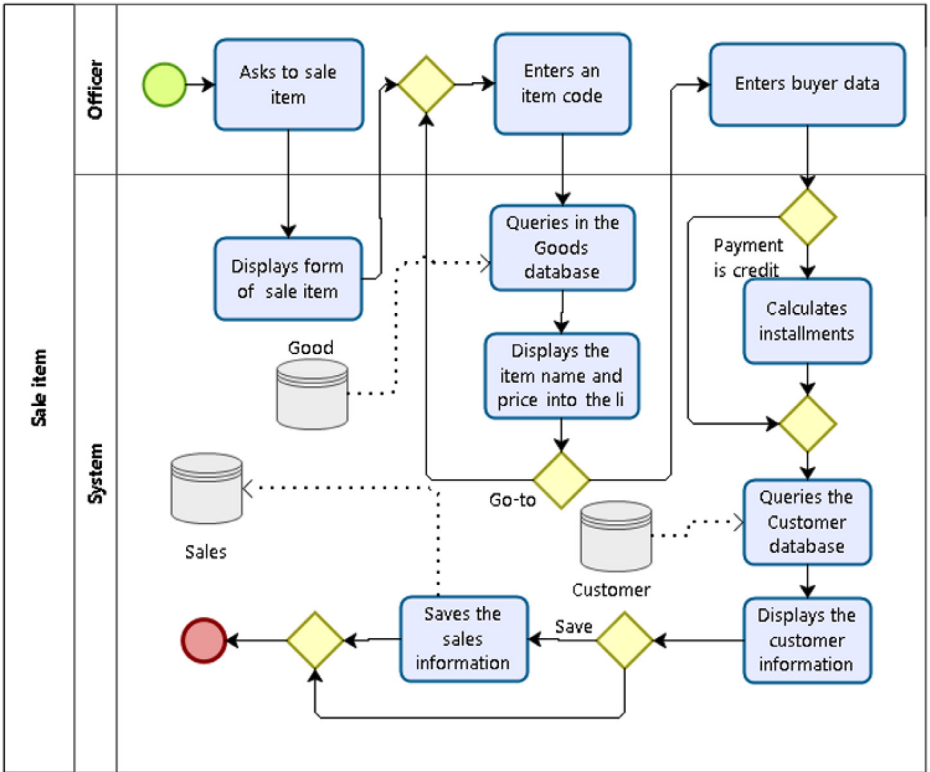 Sale item
Officer
System
Asks to sale
item
Enters an
item code
Enters buyer data
Displays form
of sale item
Queries in the
Goods
database
Payment
is credit
Calculates
installments
Good
Displays the
item name and
price into the li
Go-to
Sales
Customer
Queries the
Customer
database
Saves the
sales
information
Save
Displays the
customer
information